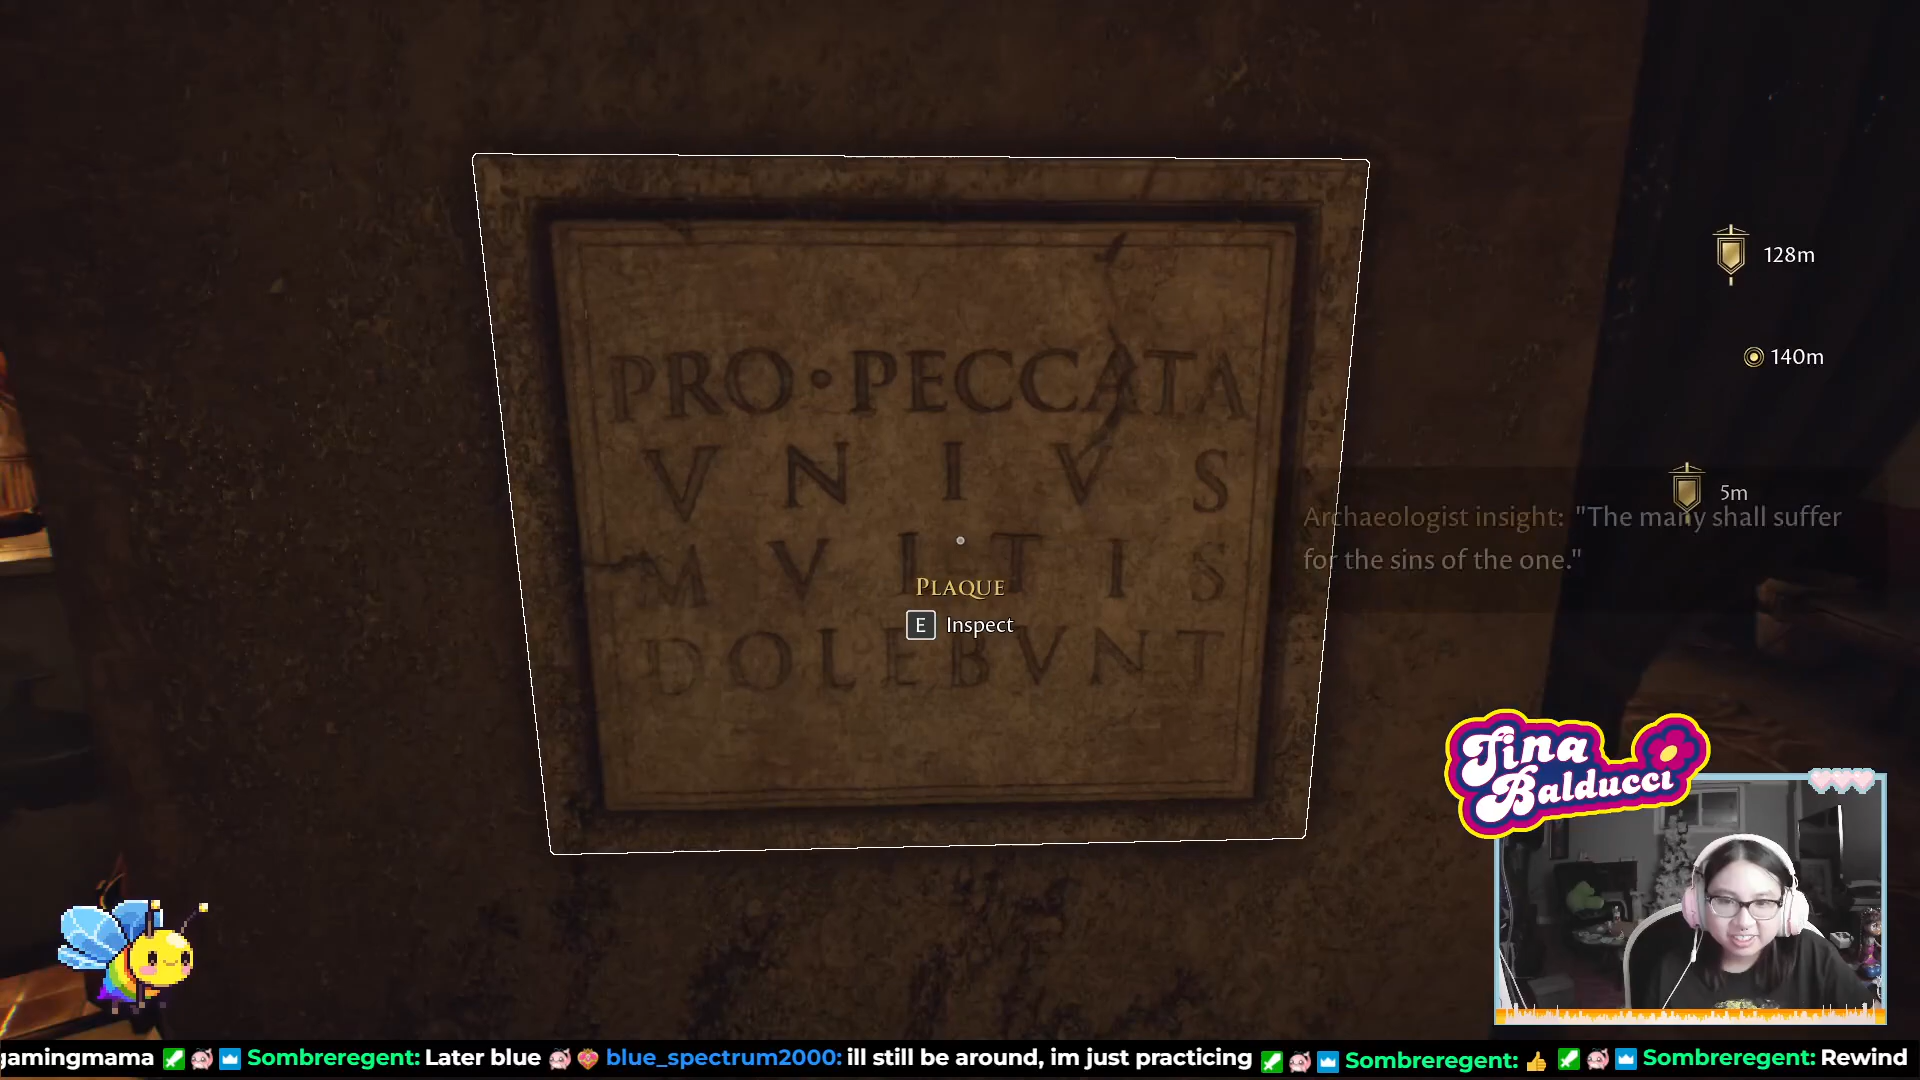 PRO•PECCATA
VNIVS
MVLTIS
DOLEBVNT
PLAQUE
E Inspect
128m
140m
5m
Archaeologist insight: "The many shall suffer
for the sins of the one."
Tina
Balducci
gamingmama Sombreregent: Later blue blue_spectrum2000: ill still be around, im just practicing Sombreregent: 👍 Sombreregent: Rewind